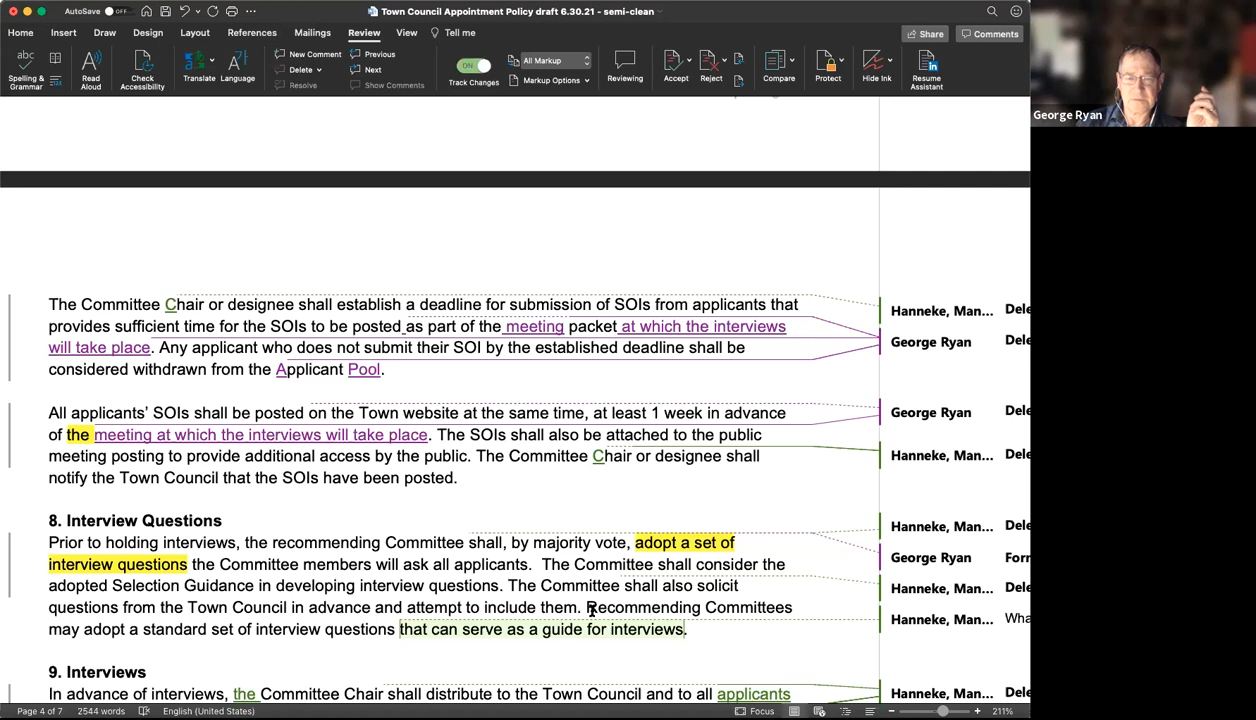 AutoSave OFF Town Council Appointment Policy draft 6.30.21 - semi-clean
Home Insert Draw Design Layout References Mailings Review View Tell me Share Comments
abc Spelling & Grammar Read Aloud Check Accessibility Translate Language New Comment Delete Resolve Previous Next Show Comments ON Track Changes All Markup Markup Options Reviewing Accept Reject Compare Protect Hide Ink Resume Assistant
George Ryan
The Committee Chair or designee shall establish a deadline for submission of SOIs from applicants that
provides sufficient time for the SOIs to be posted as part of the meeting packet at which the interviews
will take place. Any applicant who does not submit their SOI by the established deadline shall be
considered withdrawn from the Applicant Pool.
Hanneke, Man... Dele
George Ryan Dele
All applicants' SOIs shall be posted on the Town website at the same time, at least 1 week in advance
of the meeting at which the interviews will take place. The SOIs shall also be attached to the public
meeting posting to provide additional access by the public. The Committee Chair or designee shall
notify the Town Council that the SOIs have been posted.
George Ryan Dele
Hanneke, Man... Dele
8. Interview Questions
Prior to holding interviews, the recommending Committee shall, by majority vote, adopt a set of
interview questions the Committee members will ask all applicants. The Committee shall consider the
adopted Selection Guidance in developing interview questions. The Committee shall also solicit
questions from the Town Council in advance and attempt to include them. Recommending Committees
may adopt a standard set of interview questions that can serve as a guide for interviews.
Hanneke, Man... Dele
George Ryan Forn
Hanneke, Man... Dele
Hanneke, Man... Wha
9. Interviews
In advance of interviews, the Committee Chair shall distribute to the Town Council and to all applicants
Hanneke, Man... Dele
Page 4 of 7 2544 words English (United States) Focus 211%